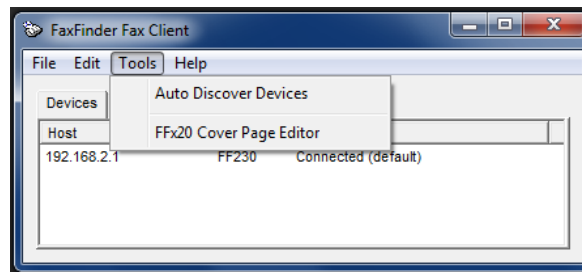 FaxFinder Fax Client
File Edit Tools Help
Auto Discover Devices
Devices
FFx20 Cover Page Editor
Host
192.168.2.1 FF230 Connected (default)